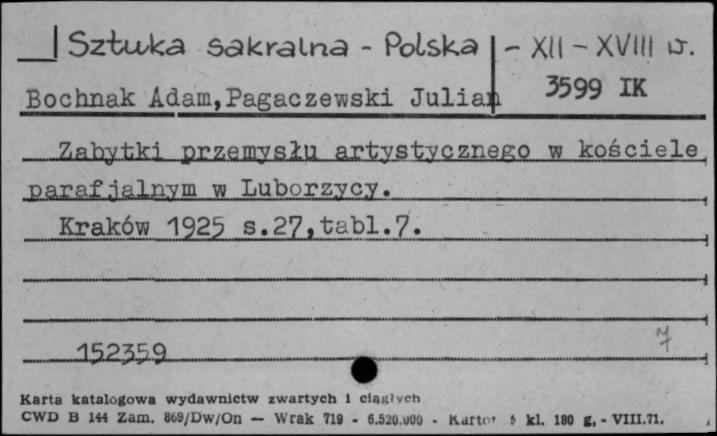 Sztuka sakralna - Polska - XII - XVIII w.
3599 IK
Bochnak Adam,Pagaczewski Julian
Zabytki przemysłu artystycznego w kościele
parafjalnym w Luborzycy.
Kraków 1925 s.27,tabl.7.
152359
7
Karta katalogowa wydawnictw zwartych i ciągłych
CWD B 144 Zam. 869/Dw/On — Wrak 719 - 6.520.000 - Karton kl. 180 g, - VIII.71.